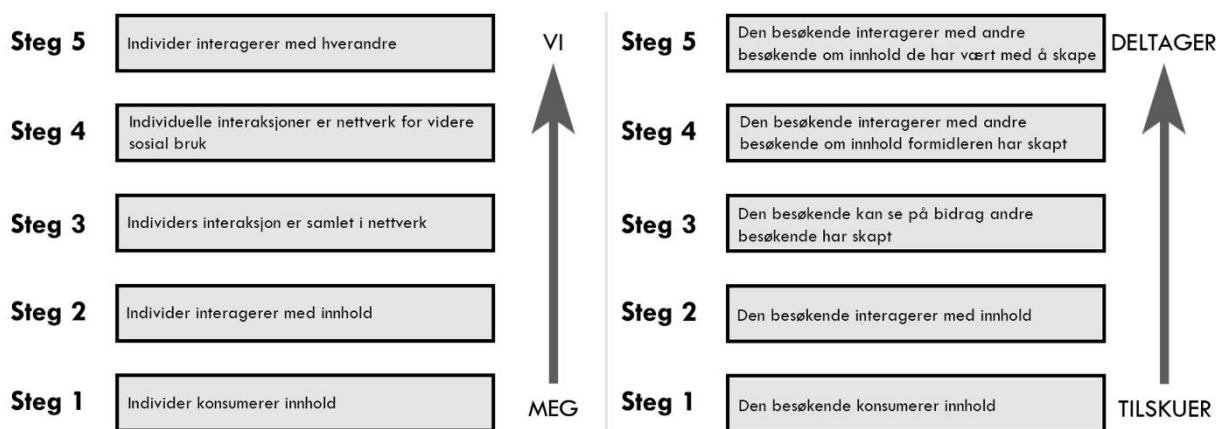 Steg 5
Individer interagerer med hverandre
VI
Steg 4
Individuelle interaksjoner er nettverk for videre
sosial bruk
Steg 3
Individers interaksjon er samlet i nettverk
Steg 2
Individer interagerer med innhold
Steg 1
Individer konsumerer innhold
MEG
Steg 5
Den besøkende interagerer med andre
besøkende om innhold de har vært med å skape
DELTAGER
Steg 4
Den besøkende interagerer med andre
besøkende om innhold formidleren har skapt
Steg 3
Den besøkende kan se på bidrag andre
besøkende har skapt
Steg 2
Den besøkende interagerer med innhold
Steg 1
Den besøkende konsumerer innhold
TILSKUER